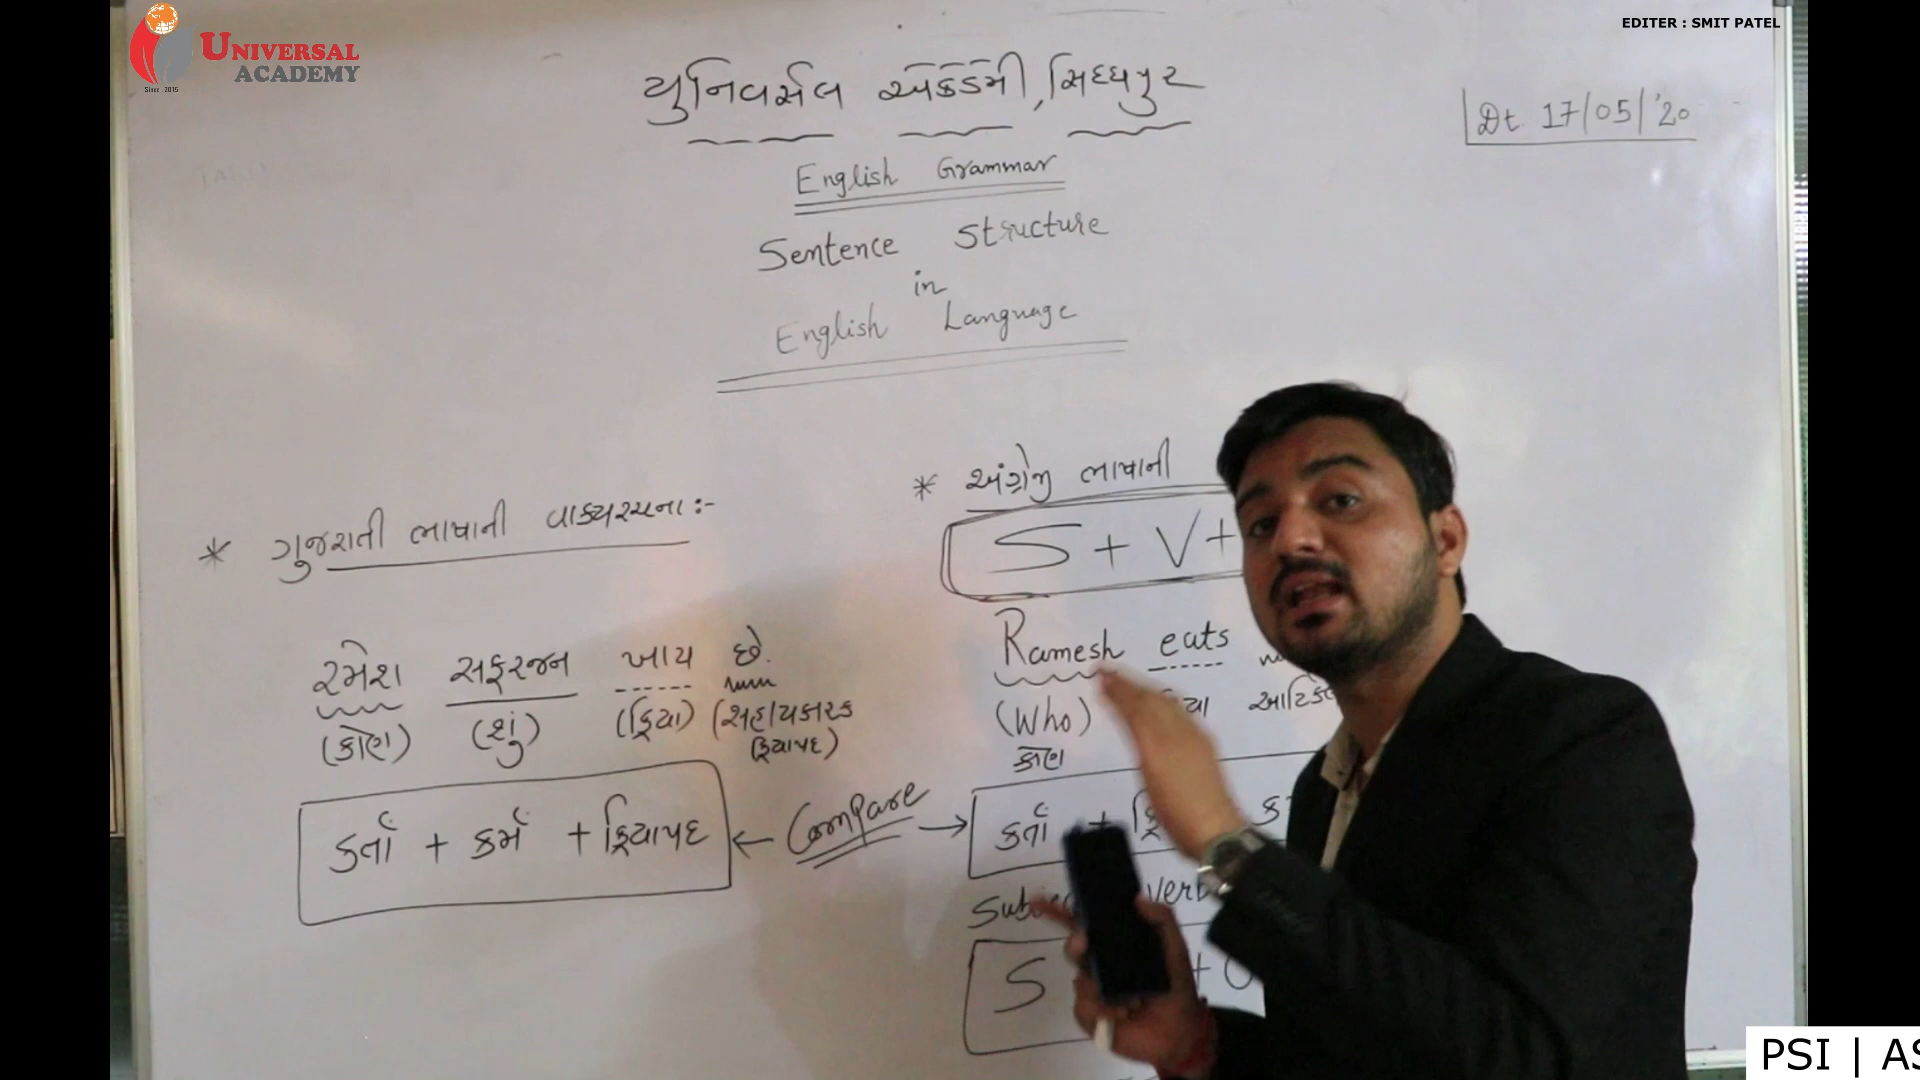 UNIVERSAL
ACADEMY
Since . 2015
EDITER : SMIT PATEL
યુનિવર્સલ એકેડેમી, સિધ્ધપુર
Dt. 17/05/'20
English Grammar
Sentence Structure
in
English Language
* ગુજરાતી ભાષાની વાક્યરચના :-
રમેશ સફરજન ખાય છે.
(કોણ) (શું) (ક્રિયા) (સહાયકારક
ક્રિયાપદ)
કર્તા + કર્મ + ક્રિયાપદ
← Compare →
* અંગ્રેજી ભાષાની
S + V +
Ramesh eats
(Who)
કોણ
કર્તા +
verb
S + O
PSI |